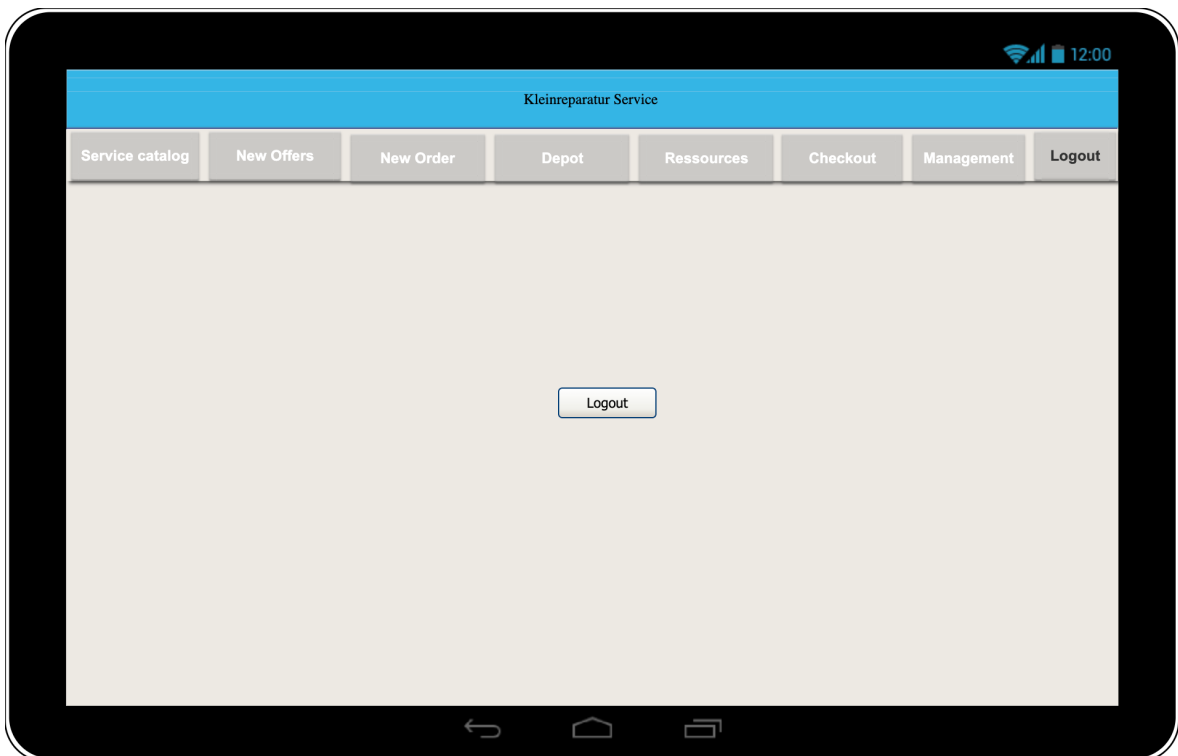 12:00
Kleinreparatur Service
Service catalog New Offers New Order Depot Ressources Checkout Management Logout
Logout